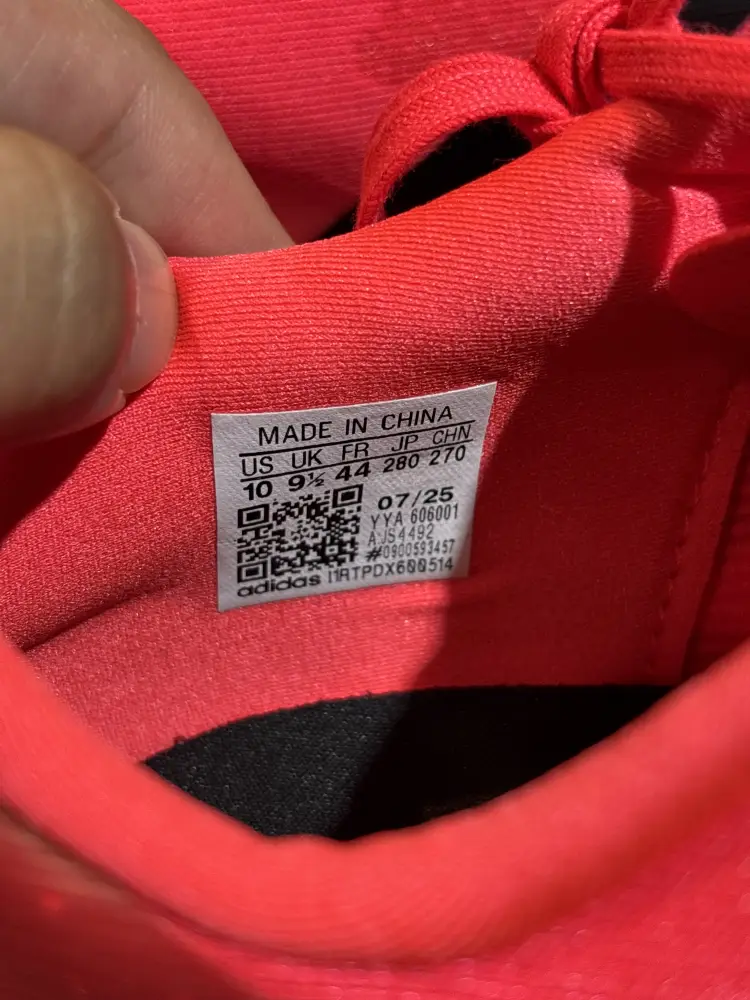 MADE IN CHINA
US UK FR JP CHN
10 9½ 44 280 270
07/25
YYA 606001
AJS4492
#0900593457
adidas I1RTPDX600514